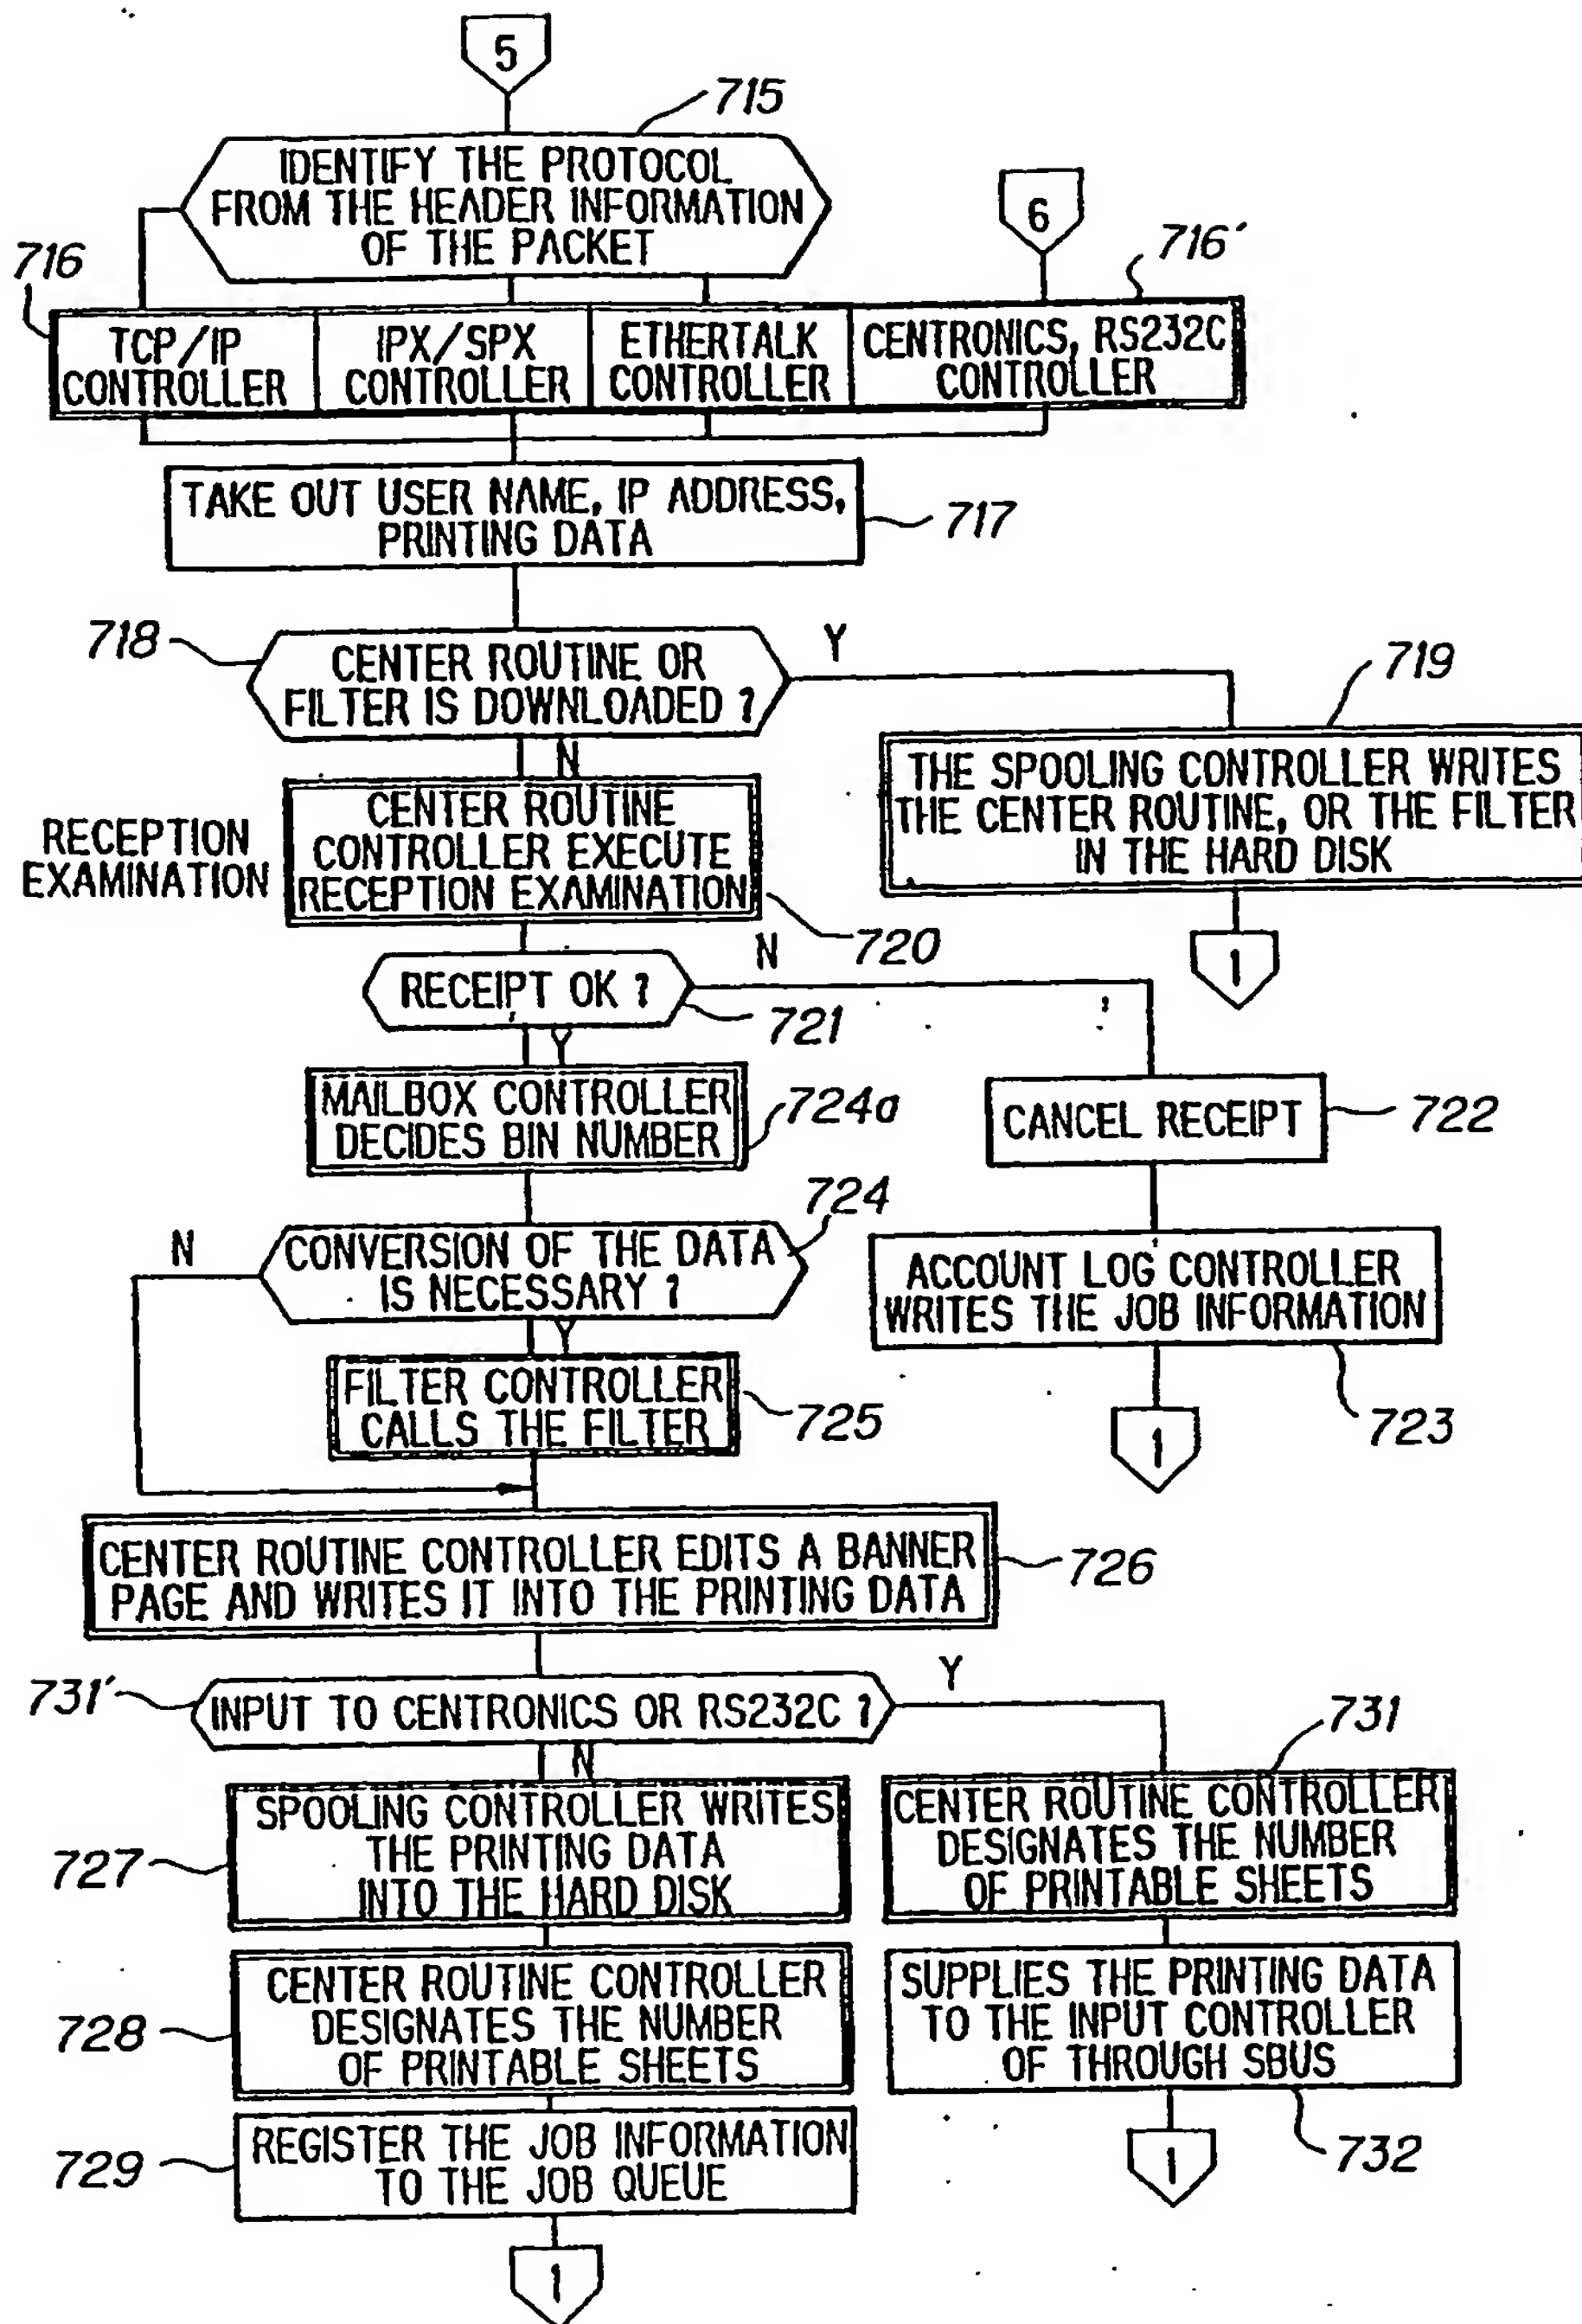 5
715
IDENTIFY THE PROTOCOL
FROM THE HEADER INFORMATION
OF THE PACKET
6
716
716'
TCP/IP
CONTROLLER
IPX/SPX
CONTROLLER
ETHERTALK
CONTROLLER
CENTRONICS, RS232C
CONTROLLER
TAKE OUT USER NAME, IP ADDRESS,
PRINTING DATA
717
718
CENTER ROUTINE OR
FILTER IS DOWNLOADED ?
Y
N
719
THE SPOOLING CONTROLLER WRITES
THE CENTER ROUTINE, OR THE FILTER
IN THE HARD DISK
1
RECEPTION
EXAMINATION
CENTER ROUTINE
CONTROLLER EXECUTE
RECEPTION EXAMINATION
720
RECEIPT OK ?
N
721
Y
MAILBOX CONTROLLER
DECIDES BIN NUMBER
724a
CANCEL RECEIPT
722
724
N
CONVERSION OF THE DATA
IS NECESSARY ?
Y
ACCOUNT LOG CONTROLLER
WRITES THE JOB INFORMATION
723
1
FILTER CONTROLLER
CALLS THE FILTER
725
CENTER ROUTINE CONTROLLER EDITS A BANNER
PAGE AND WRITES IT INTO THE PRINTING DATA
726
731'
INPUT TO CENTRONICS OR RS232C ?
Y
N
731
SPOOLING CONTROLLER WRITES
THE PRINTING DATA
INTO THE HARD DISK
727
CENTER ROUTINE CONTROLLER
DESIGNATES THE NUMBER
OF PRINTABLE SHEETS
CENTER ROUTINE CONTROLLER
DESIGNATES THE NUMBER
OF PRINTABLE SHEETS
728
SUPPLIES THE PRINTING DATA
TO THE INPUT CONTROLLER
OF THROUGH SBUS
732
1
REGISTER THE JOB INFORMATION
TO THE JOB QUEUE
729
1